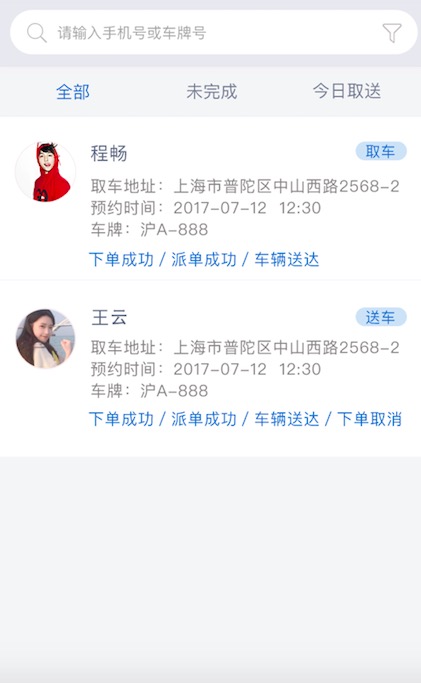 请输入手机号或车牌号
全部 未完成 今日取送
程畅 取车
取车地址：上海市普陀区中山西路2568-2
预约时间：2017-07-12 12:30
车牌：沪A-888
下单成功 / 派单成功 / 车辆送达
王云 送车
取车地址：上海市普陀区中山西路2568-2
预约时间：2017-07-12 12:30
车牌：沪A-888
下单成功 / 派单成功 / 车辆送达 / 下单取消